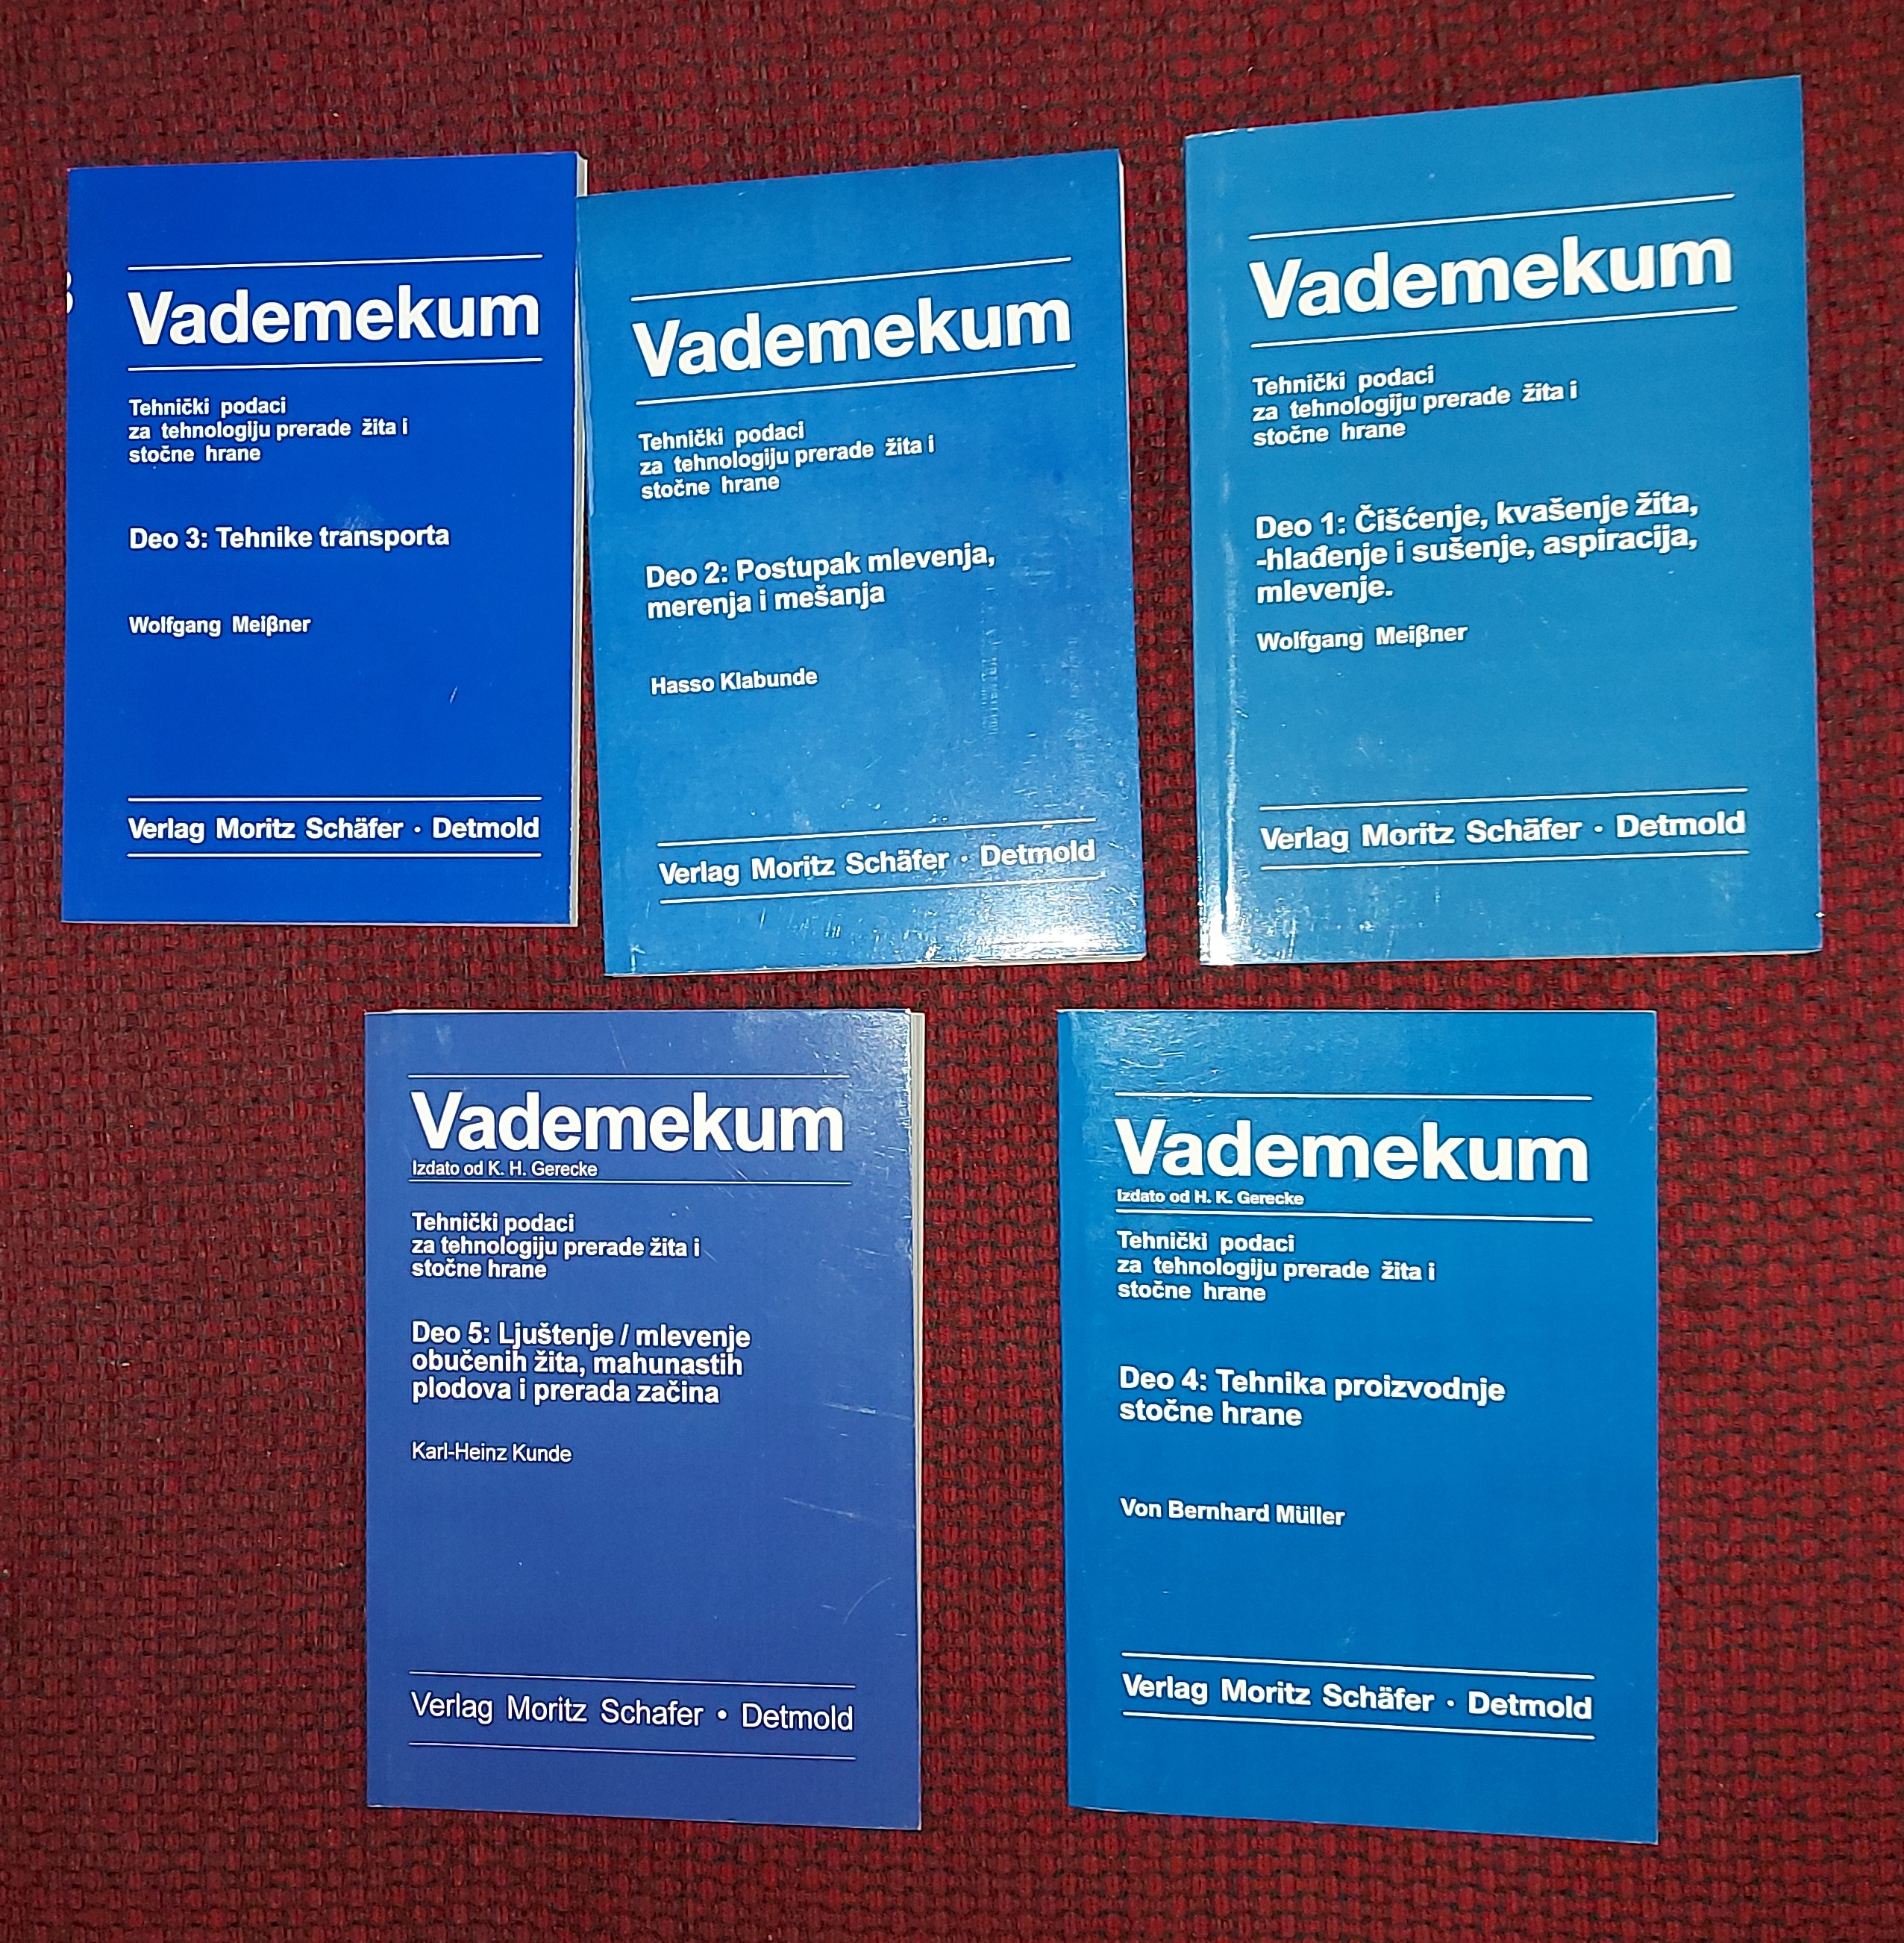 Vademekum
Tehnički podaci
za tehnologiju prerade žita i
stočne hrane
Deo 3: Tehnike transporta
Wolfgang Meiβner
Verlag Moritz Schäfer · Detmold
Vademekum
Tehnički podaci
za tehnologiju prerade žita i
stočne hrane
Deo 2: Postupak mlevenja,
merenja i mešanja
Hasso Klabunde
Verlag Moritz Schäfer · Detmold
Vademekum
Tehnički podaci
za tehnologiju prerade žita i
stočne hrane
Deo 1: Čišćenje, kvašenje žita,
-hlađenje i sušenje, aspiracija,
mlevenje.
Wolfgang Meiβner
Verlag Moritz Schäfer · Detmold
Vademekum
Izdato od K. H. Gerecke
Tehnički podaci
za tehnologiju prerade žita i
stočne hrane
Deo 5: Ljuštenje / mlevenje
obučenih žita, mahunastih
plodova i prerada začina
Karl-Heinz Kunde
Verlag Moritz Schafer • Detmold
Vademekum
Izdato od H. K. Gerecke
Tehnički podaci
za tehnologiju prerade žita i
stočne hrane
Deo 4: Tehnika proizvodnje
stočne hrane
Von Bernhard Müller
Verlag Moritz Schäfer · Detmold